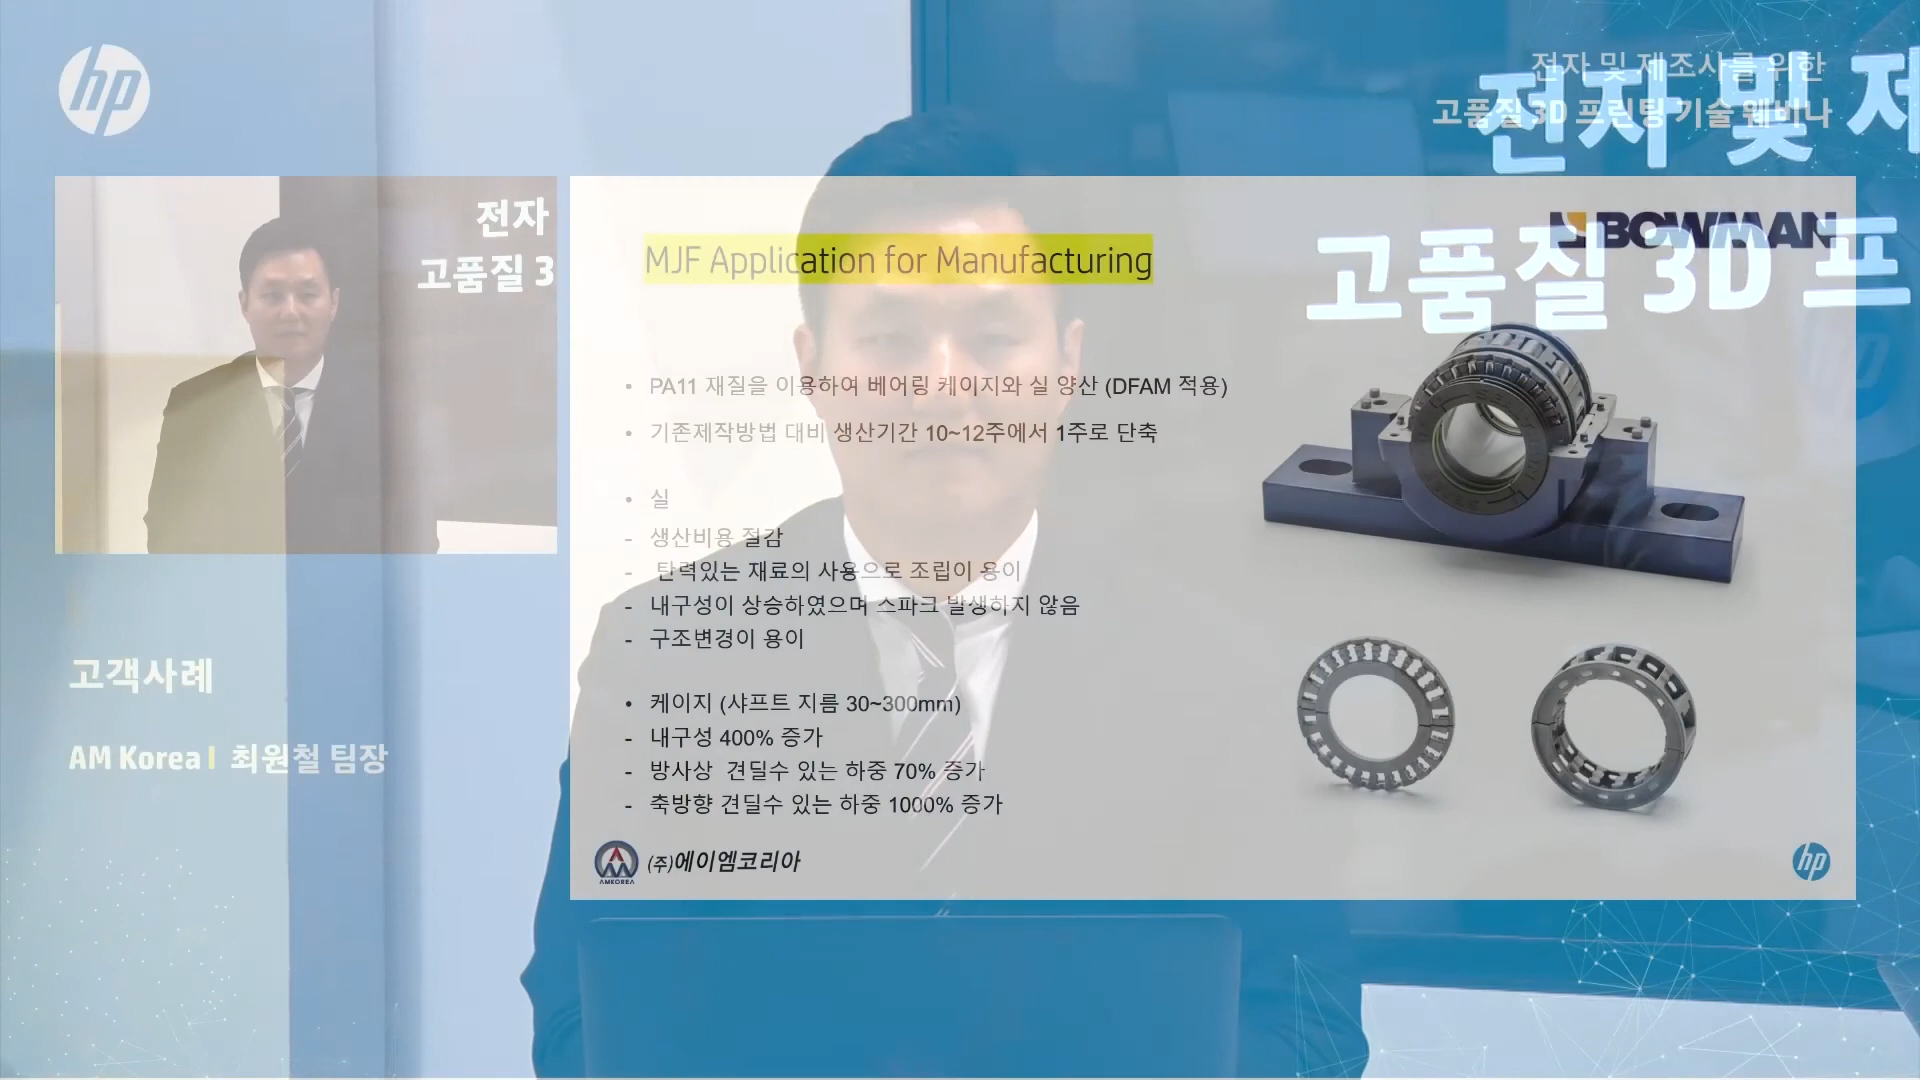 hp
전자 및 제조사를 위한
고품질 3D 프린팅 기술 웨비나
전자 및 제
고품질 3D 프
전자
고품질 3
BOWMAN
MJF Application for Manufacturing
• PA11 재질을 이용하여 베어링 케이지와 실 양산 (DFAM 적용)
• 기존제작방법 대비 생산기간 10~12주에서 1주로 단축
• 실
- 생산비용 절감
- 탄력있는 재료의 사용으로 조립이 용이
- 내구성이 상승하였으며 스파크 발생하지 않음
- 구조변경이 용이
• 케이지 (샤프트 지름 30~300mm)
- 내구성 400% 증가
- 방사상 견딜수 있는 하중 70% 증가
- 축방향 견딜수 있는 하중 1000% 증가
고객사례
AM Korea | 최원철 팀장
AMKOREA
(주)에이엠코리아
hp